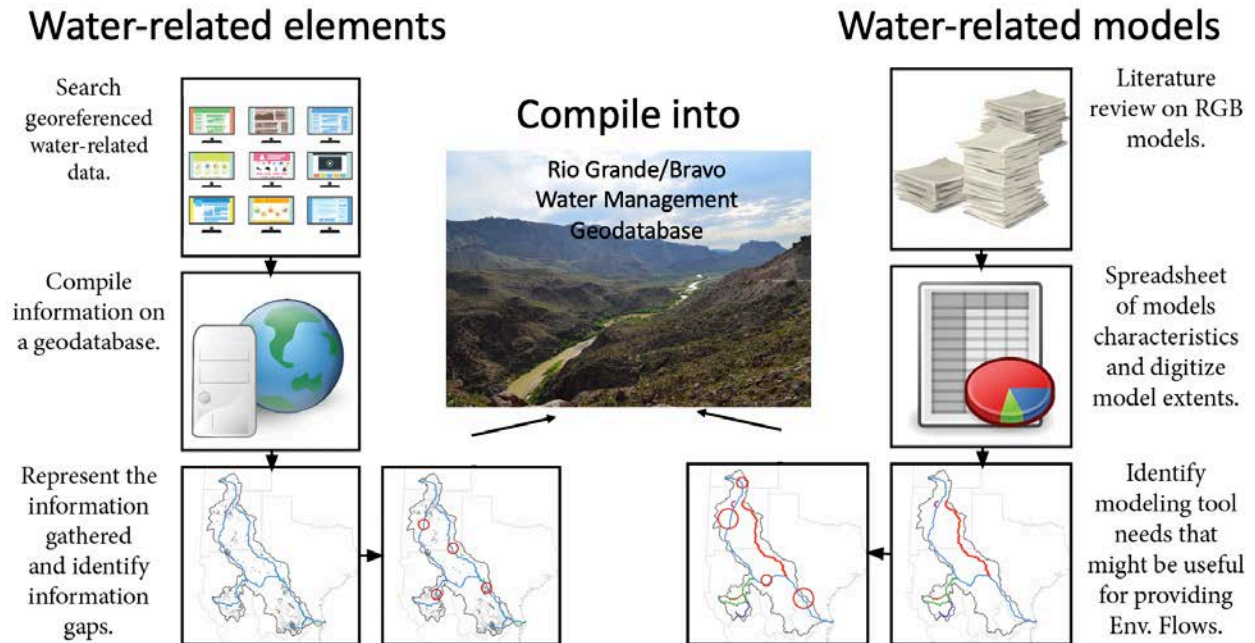 Water-related elements
Water-related models
Search
georeferenced
water-related
data.
Compile
information on
a geodatabase.
Represent the
information
gathered
and identify
information
gaps.
Compile into
Rio Grande/Bravo
Water Management
Geodatabase
Literature
review on RGB
models.
Spreadsheet
of models
characteristics
and digitize
model extents.
Identify
modeling tool
needs that
might be useful
for providing
Env. Flows.